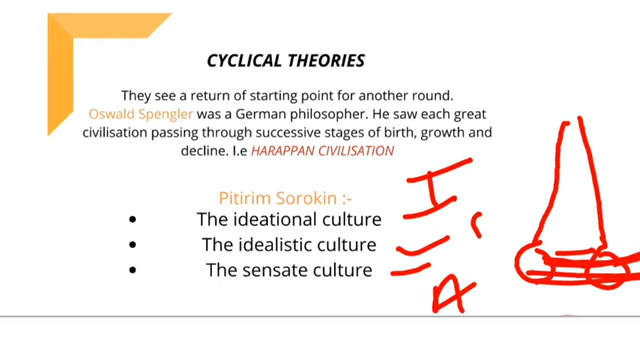 CYCLICAL THEORIES
They see a return of starting point for another round.
Oswald Spengler was a German philosopher. He saw each great
civilisation passing through successive stages of birth, growth and
decline. I.e HARAPPAN CIVILISATION
Pitirim Sorokin :-
• The ideational culture
• The idealistic culture
• The sensate culture
I
A